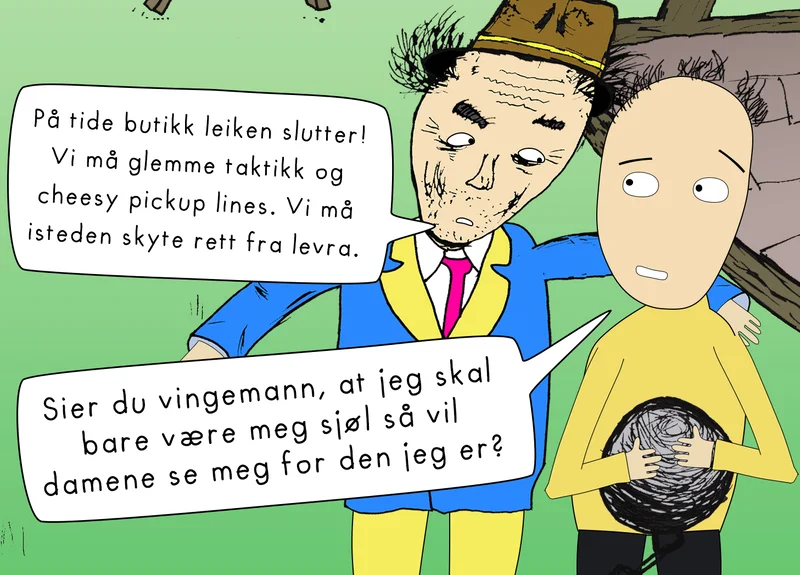 På tide butikk leiken slutter!
Vi må glemme taktikk og
cheesy pickup lines. Vi må
isteden skyte rett fra levra.
Sier du vingemann, at jeg skal
bare være meg sjøl så vil
damene se meg for den jeg er?